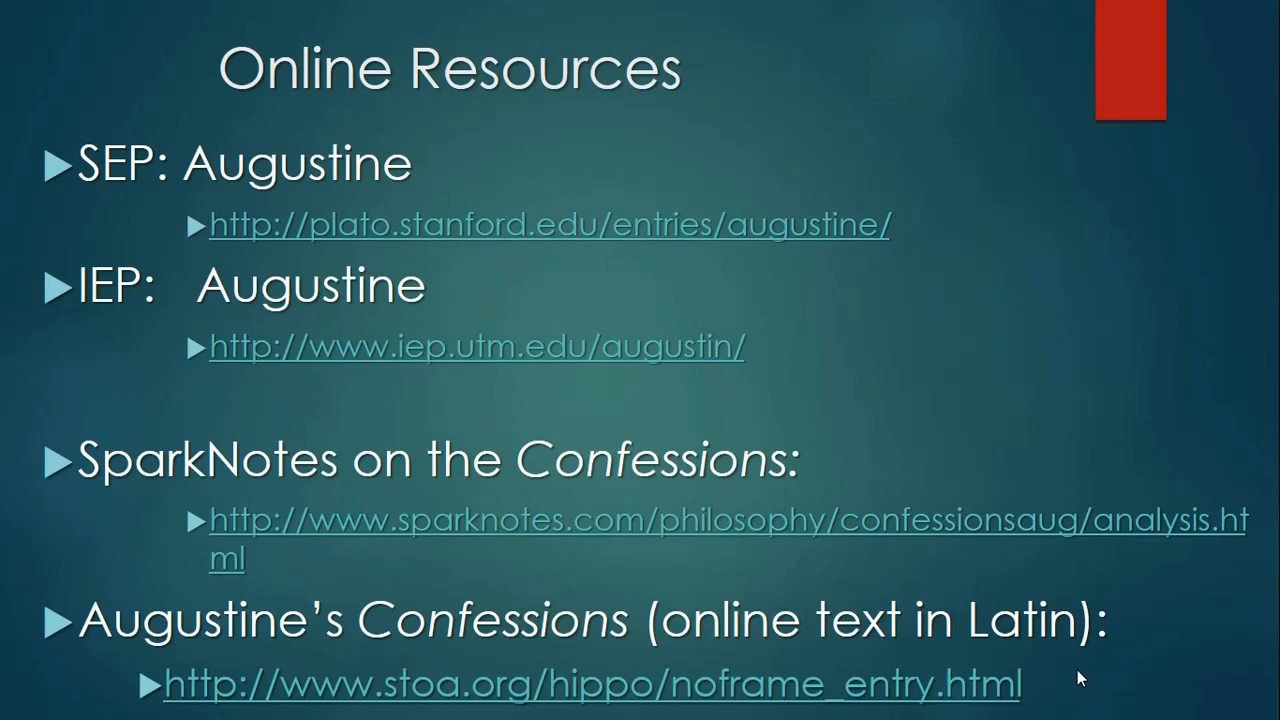 Online Resources
SEP: Augustine
http://plato.stanford.edu/entries/augustine/
IEP: Augustine
http://www.iep.utm.edu/augustin/
SparkNotes on the Confessions:
http://www.sparknotes.com/philosophy/confessionsaug/analysis.ht
ml
Augustine’s Confessions (online text in Latin):
http://www.stoa.org/hippo/noframe_entry.html